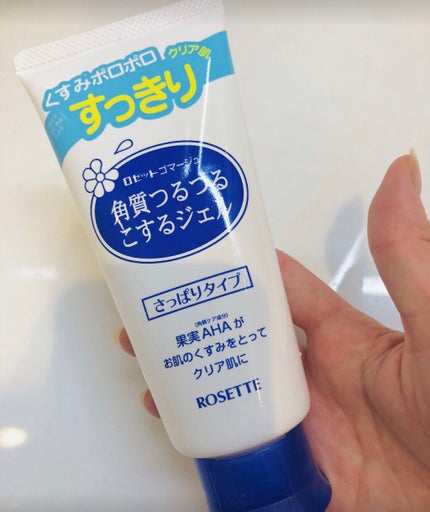 くすみポロポロ
クリア肌
すっきり
ロゼットゴマージュ
角質つるつる
こするジェル
さっぱりタイプ
(角質ケア成分)
果実AHAが
お肌のくすみをとって
クリア肌に
ROSETTE